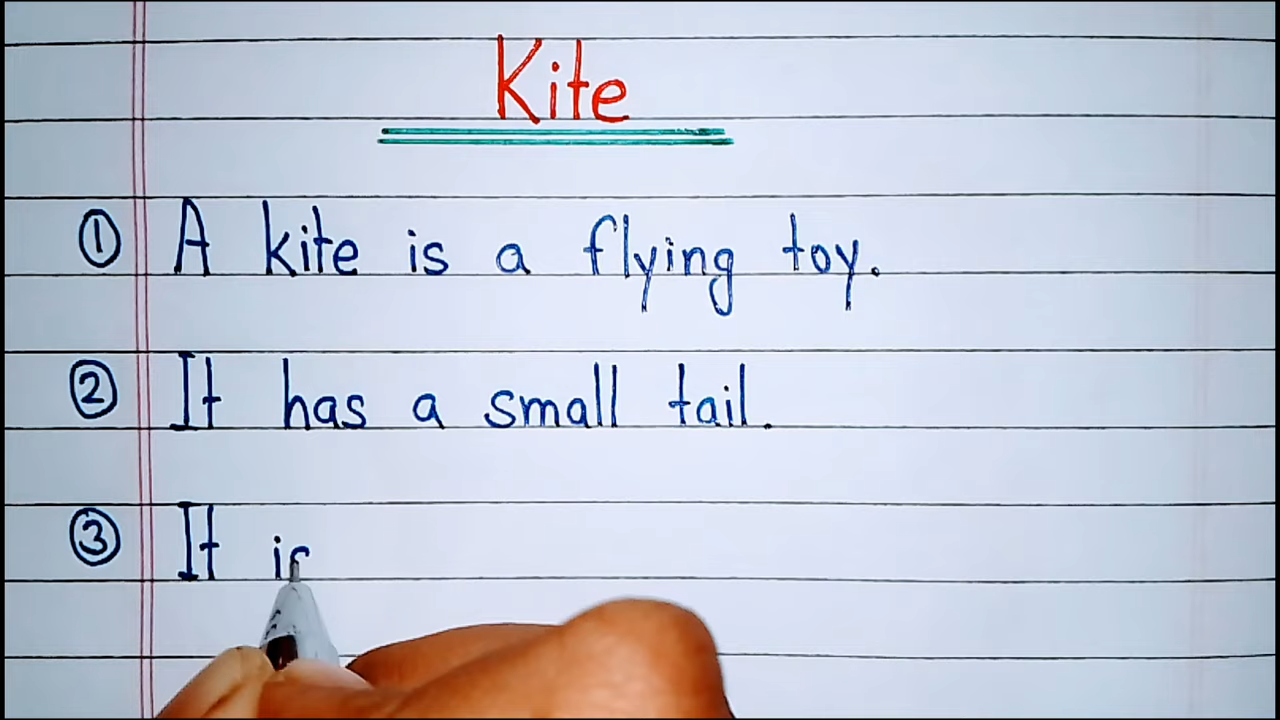 Kite
① A kite is a flying toy.
② It has a small tail.
③ It